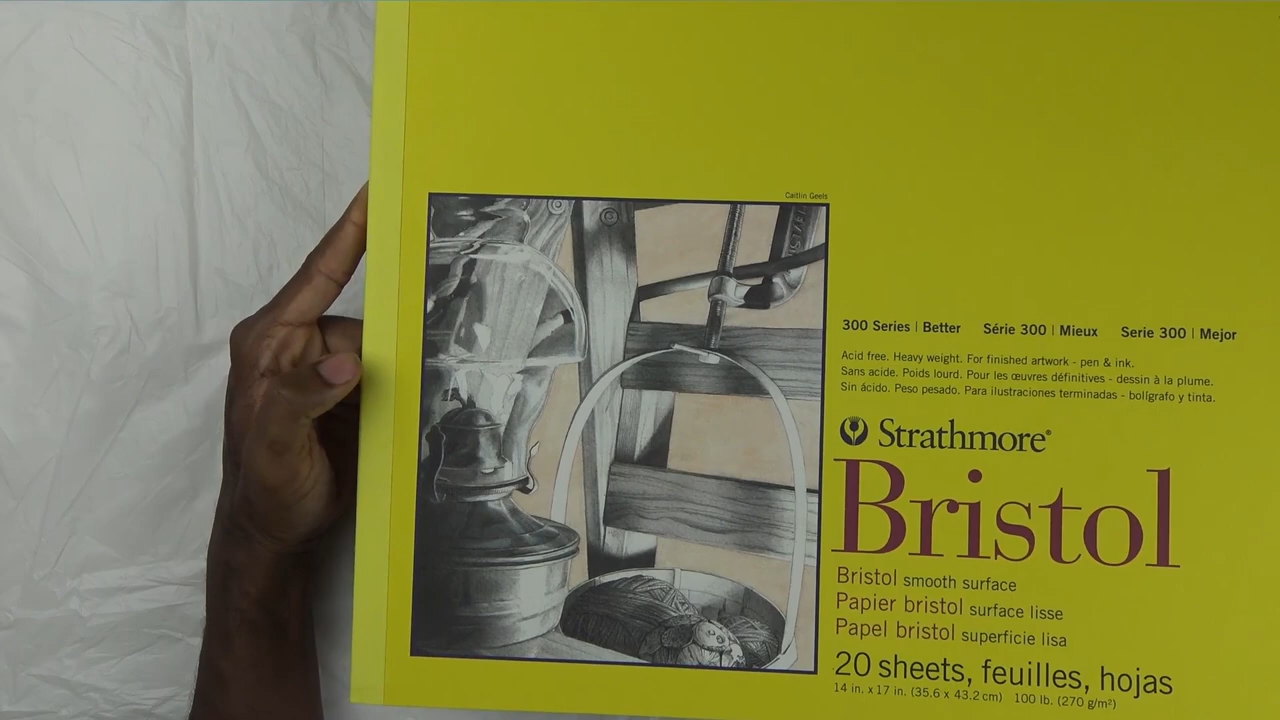 Caitlin Geels
300 Series | Better Série 300 | Mieux Serie 300 | Mejor
Acid free. Heavy weight. For finished artwork - pen & ink.
Sans acide. Poids lourd. Pour les œuvres définitives - dessin à la plume.
Sin ácido. Peso pesado. Para ilustraciones terminadas - bolígrafo y tinta.
Strathmore®
Bristol
Bristol smooth surface
Papier bristol surface lisse
Papel bristol superficie lisa
20 sheets, feuilles, hojas
14 in. x 17 in. (35.6 x 43.2 cm) 100 lb. (270 g/m²)